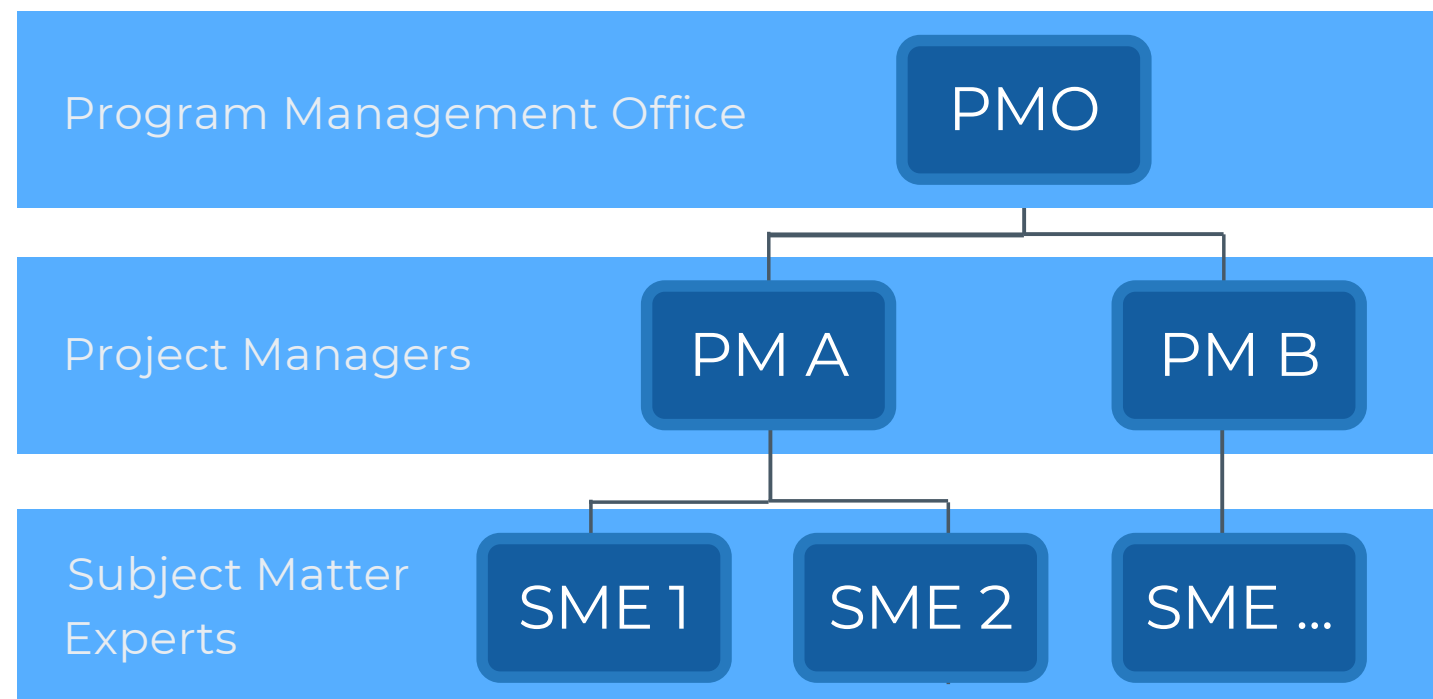 Program Management Office
PMO
Project Managers
PM A
PM B
Subject Matter
Experts
SME 1
SME 2
SME ...